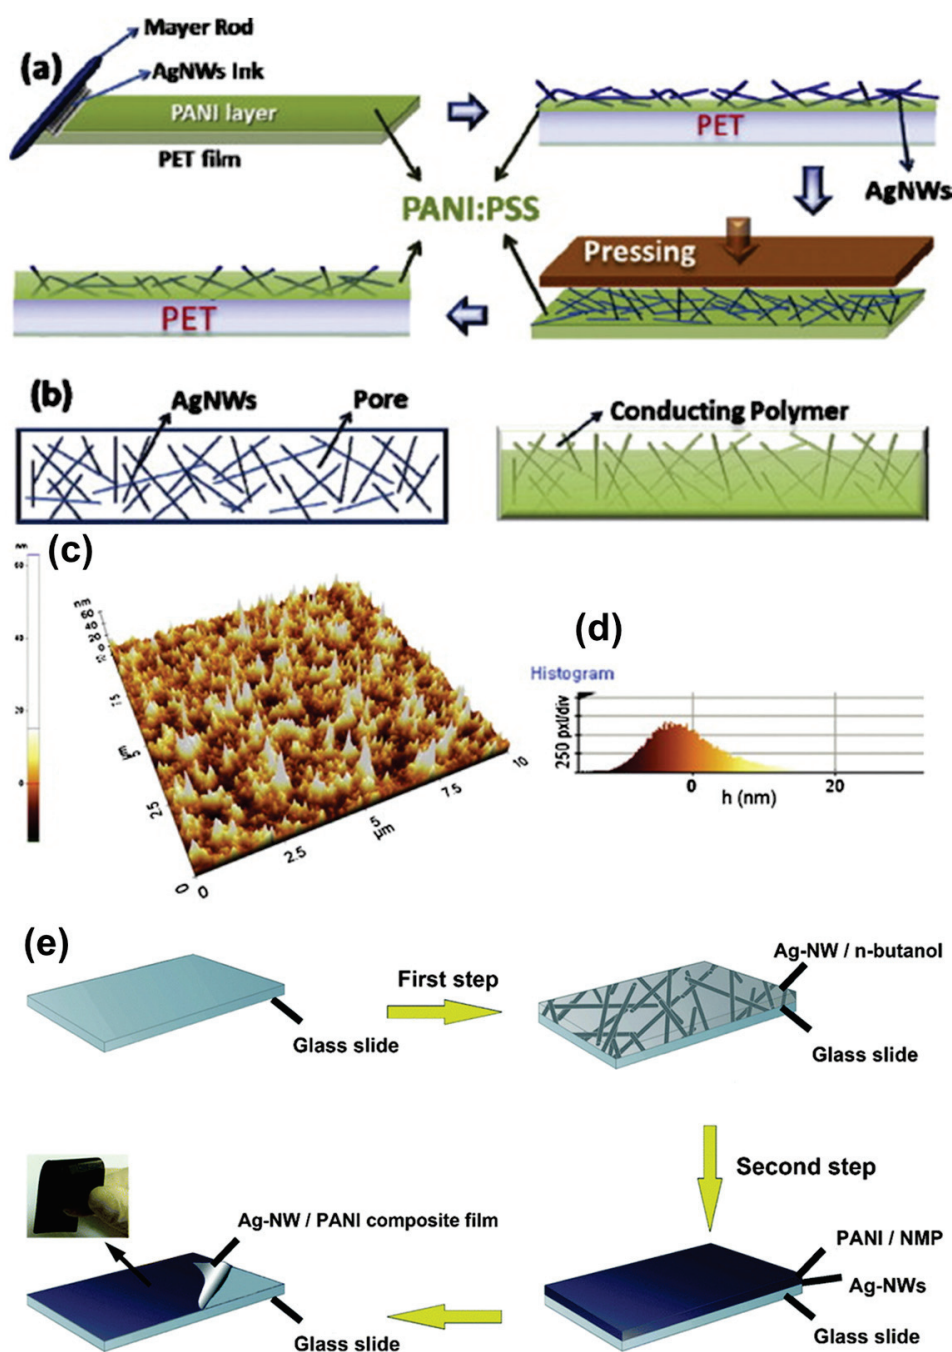 (a)
Mayer Rod
AgNWs Ink
PANI layer
PET film
PET
AgNWs
PANI:PSS
Pressing
PET
(b)
AgNWs
Pore
Conducting Polymer
(c)
nm
60
40
20
0
nm
60
40
20
0
µm
0
0
2.5
5
µm
7.5
10
(d)
Histogram
250 pxl/div
0
20
h (nm)
(e)
Glass slide
First step
Ag-NW / n-butanol
Glass slide
Second step
PANI / NMP
Ag-NWs
Glass slide
Ag-NW / PANI composite film
Glass slide